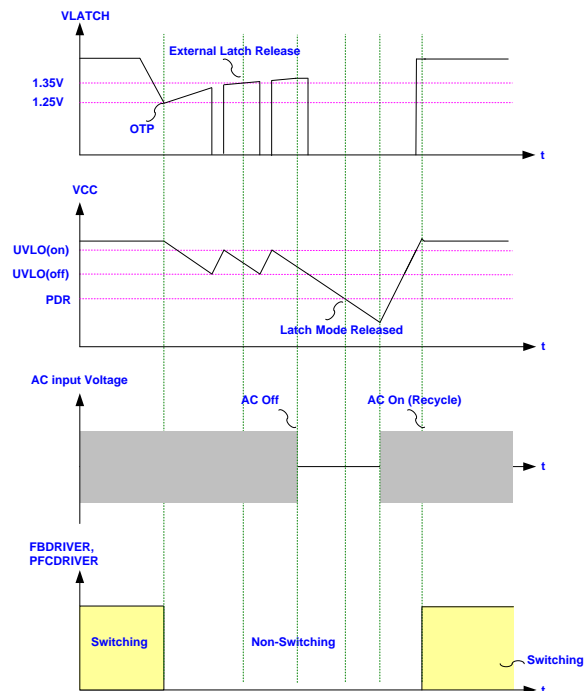 VLATCH
External Latch Release
1.35V
1.25V
OTP
t
VCC
UVLO(on)
UVLO(off)
PDR
Latch Mode Released
t
AC input Voltage
AC Off
AC On (Recycle)
t
FBDRIVER,
PFCDRIVER
Switching
Non-Switching
Switching
t